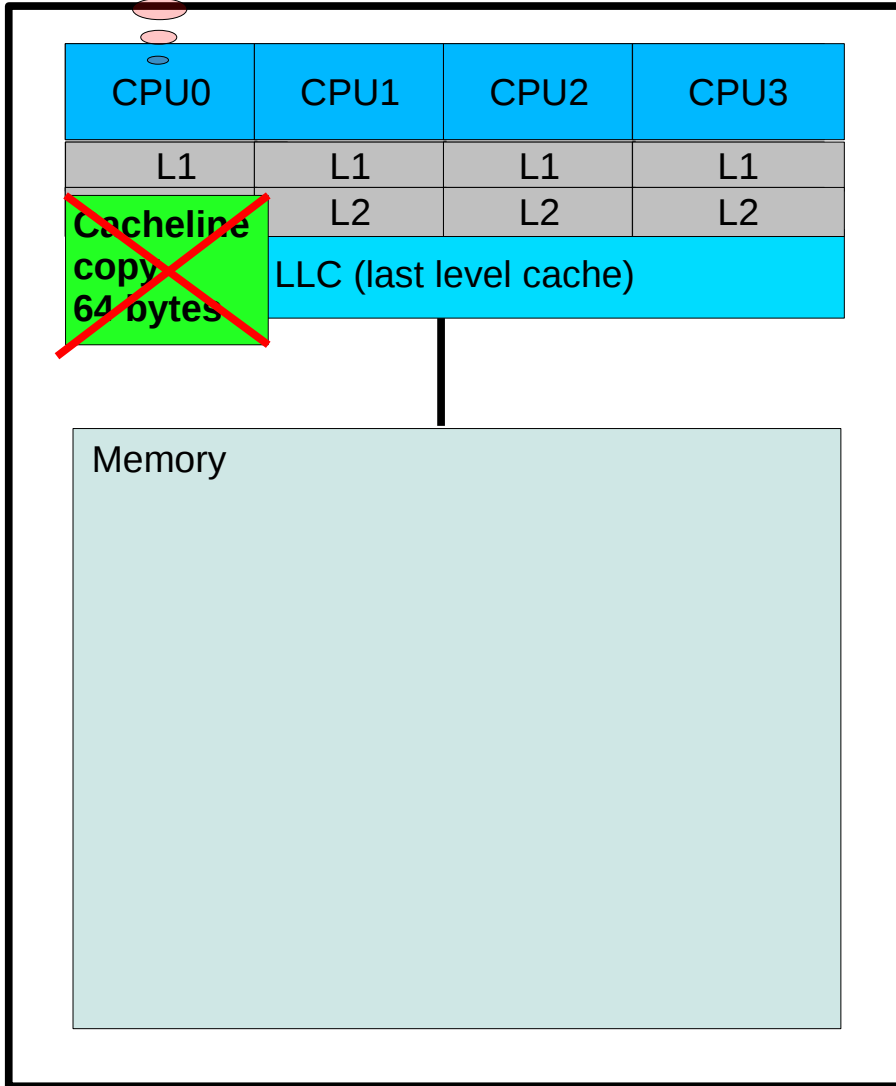 CPU0 CPU1 CPU2 CPU3
L1 L1 L1 L1
L2 L2 L2
Cacheline
copy
64 bytes
LLC (last level cache)
Memory